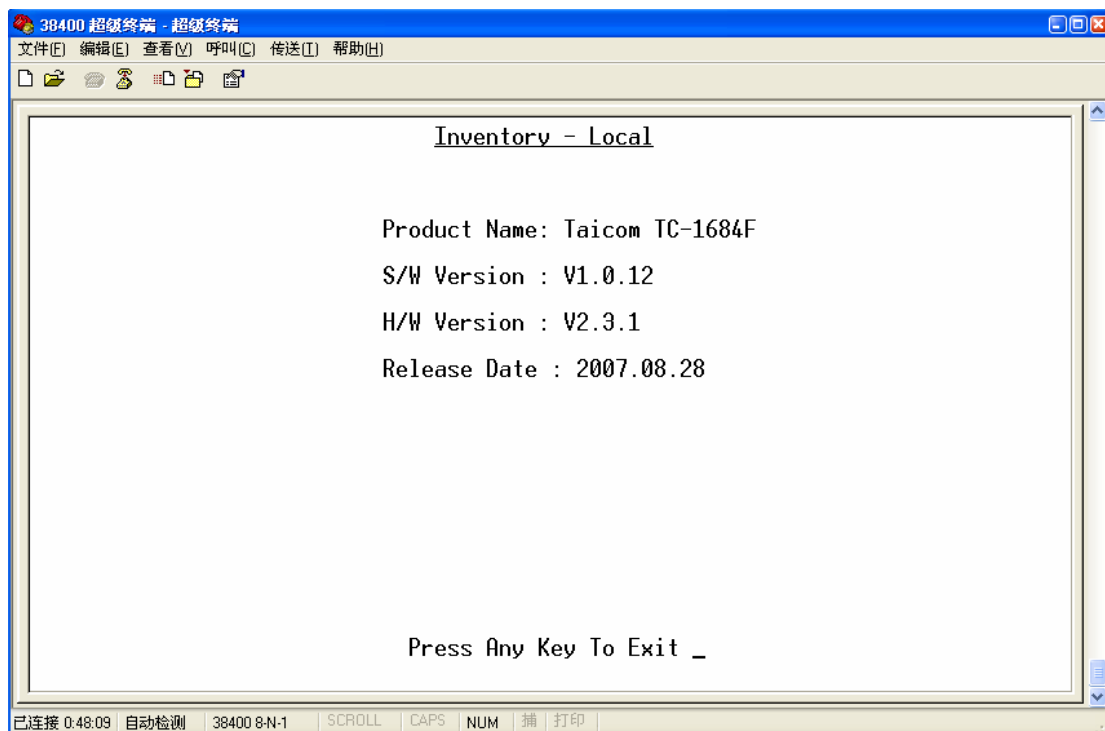 38400 超级终端 - 超级终端
文件(F) 编辑(E) 查看(V) 呼叫(C) 传送(T) 帮助(H)
Inventory - Local
Product Name: Taicom TC-1684F
S/W Version : V1.0.12
H/W Version : V2.3.1
Release Date : 2007.08.28
Press Any Key To Exit _
已连接 0:48:09 自动检测 38400 8-N-1 SCROLL CAPS NUM 捕 打印